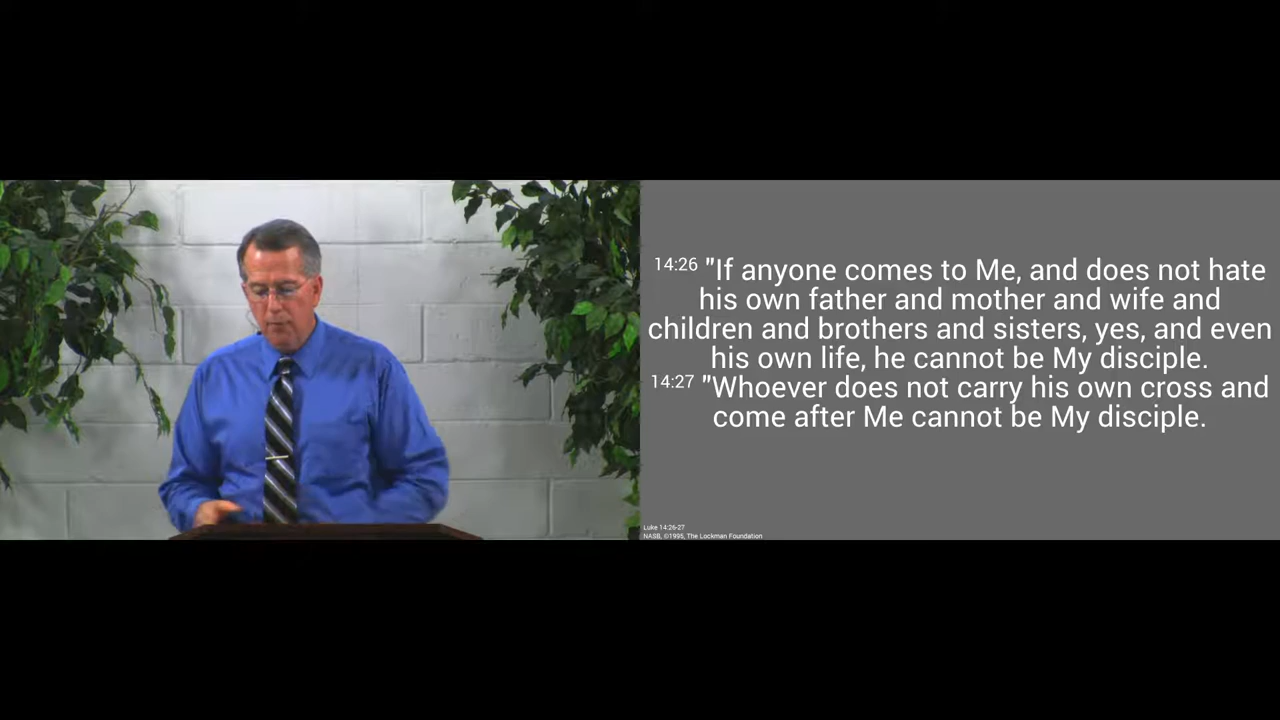 14:26 "If anyone comes to Me, and does not hate
his own father and mother and wife and
children and brothers and sisters, yes, and even
his own life, he cannot be My disciple.
14:27 "Whoever does not carry his own cross and
come after Me cannot be My disciple.
Luke 14:26-27
NASB, ©1995, The Lockman Foundation